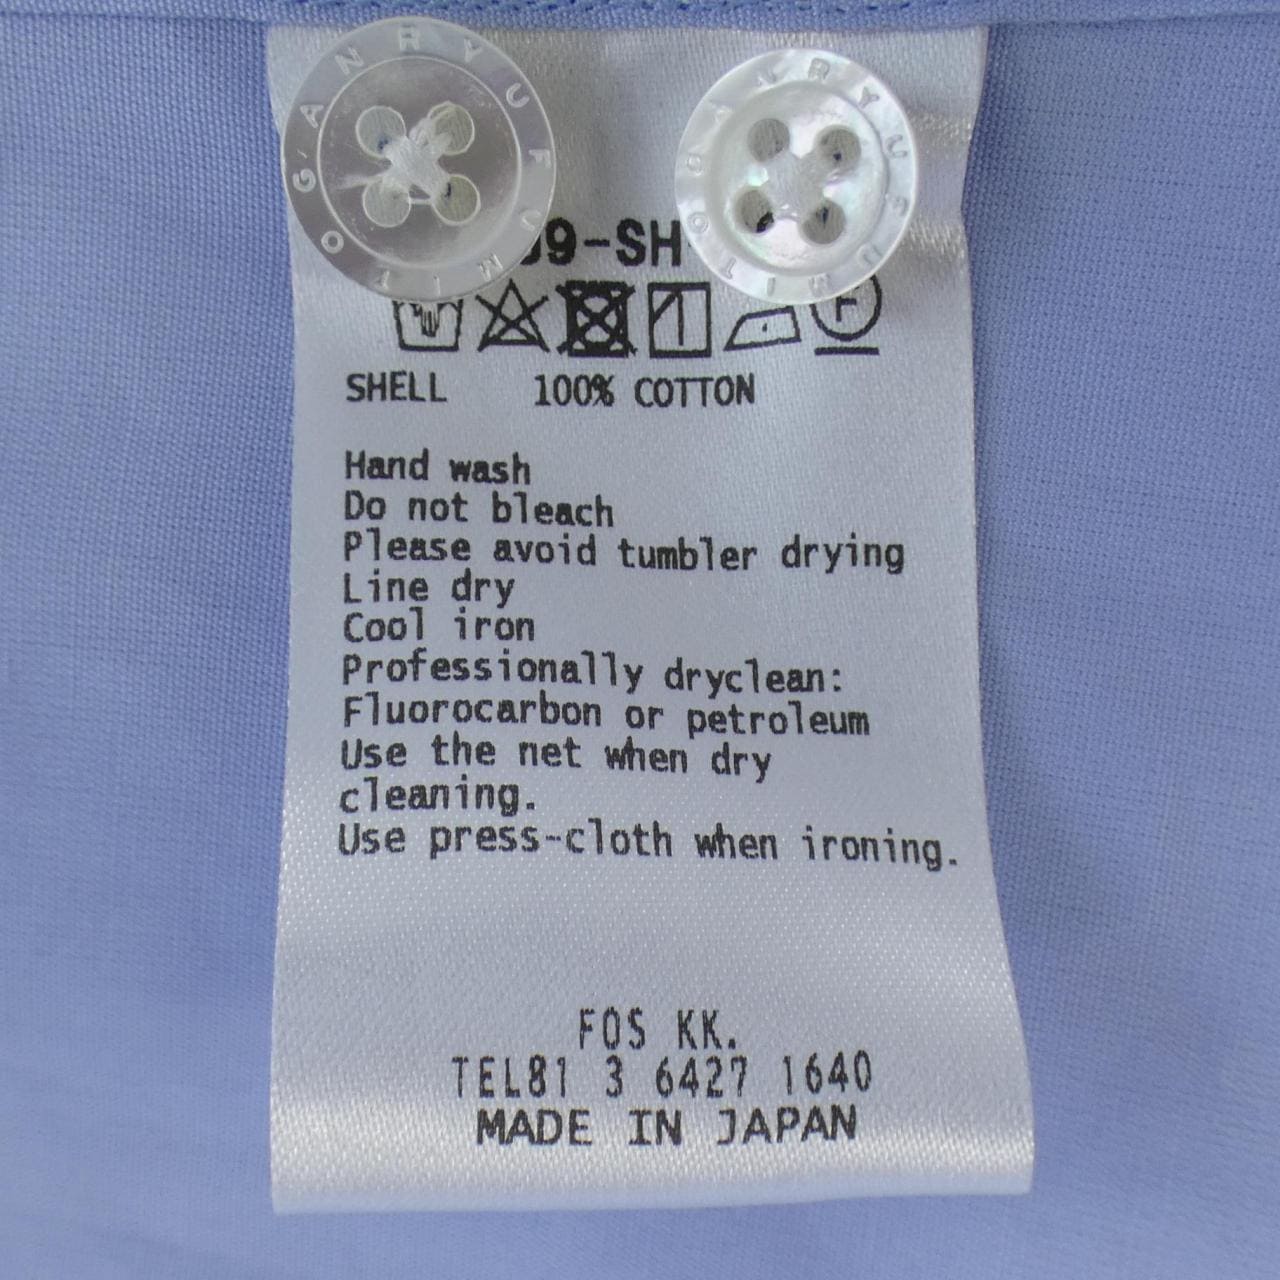 09-SH
SHELL 100% COTTON
Hand wash
Do not bleach
Please avoid tumbler drying
Line dry
Cool iron
Professionally dryclean:
Fluorocarbon or petroleum
Use the net when dry
cleaning.
Use press-cloth when ironing.
FOS KK.
TEL81 3 6427 1640
MADE IN JAPAN